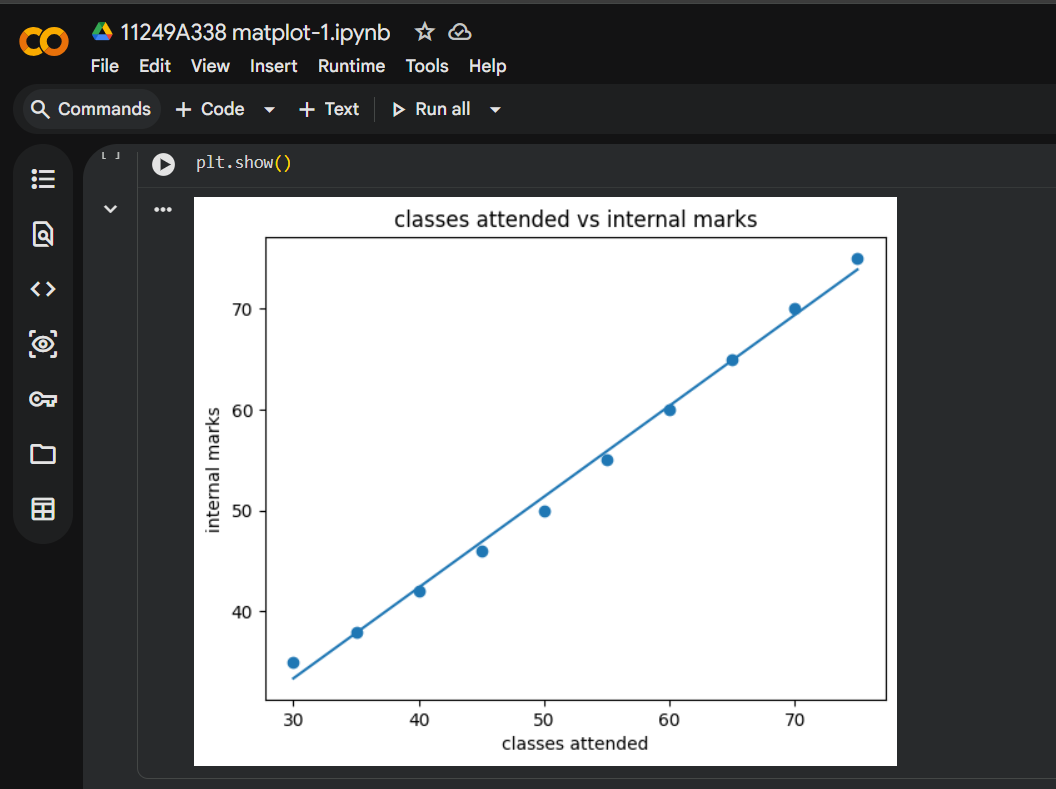 11249A338 matplot-1.ipynb
File Edit View Insert Runtime Tools Help
Commands + Code + Text Run all
[ ]
plt.show()
classes attended vs internal marks
70
60
50
40
internal marks
30 40 50 60 70
classes attended